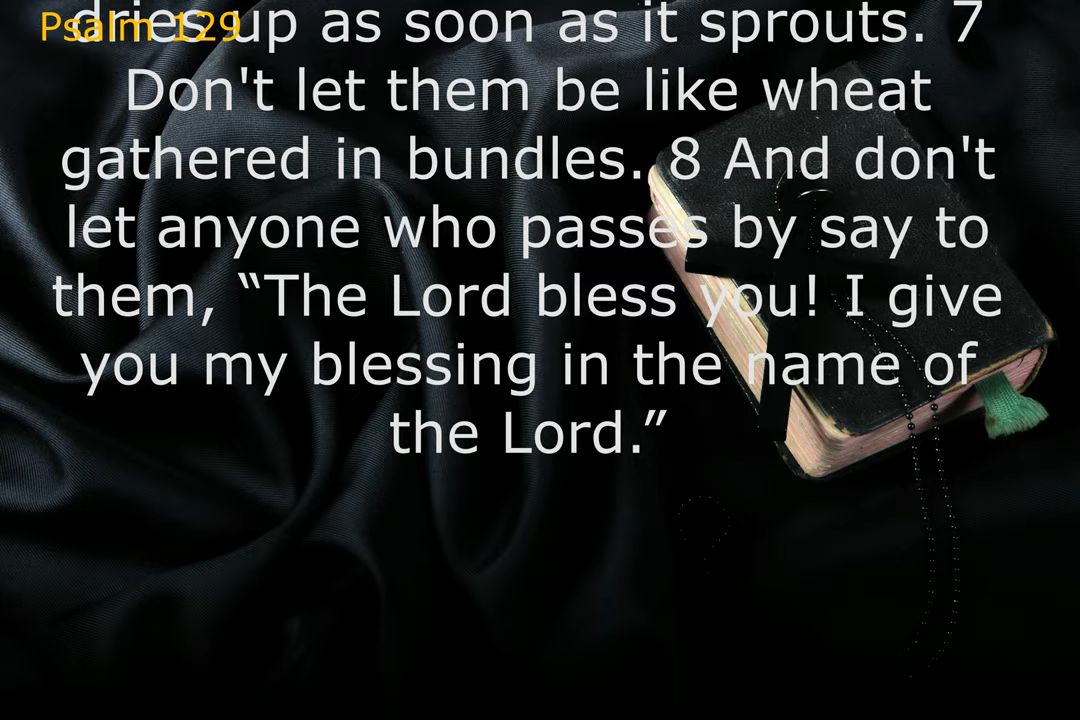 Psalm 129
dries up as soon as it sprouts. 7
Don't let them be like wheat
gathered in bundles. 8 And don't
let anyone who passes by say to
them, “The Lord bless you! I give
you my blessing in the name of
the Lord.”